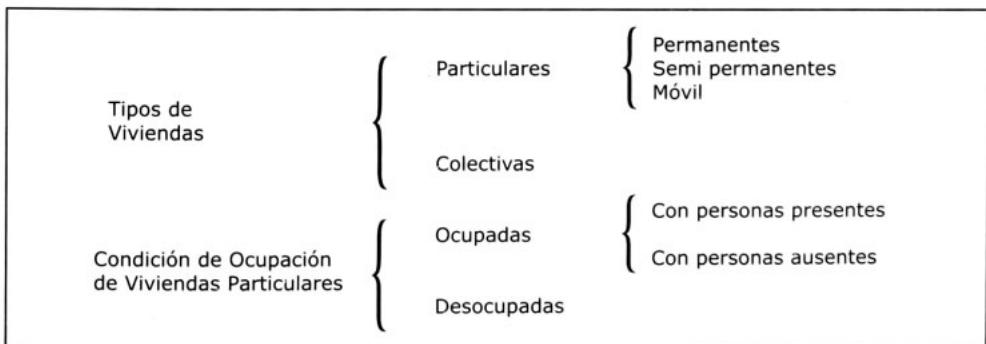 Tipos de
Viviendas
Particulares
Permanentes
Semi permanentes
Móvil
Colectivas
Condición de Ocupación
de Viviendas Particulares
Ocupadas
Con personas presentes
Con personas ausentes
Desocupadas